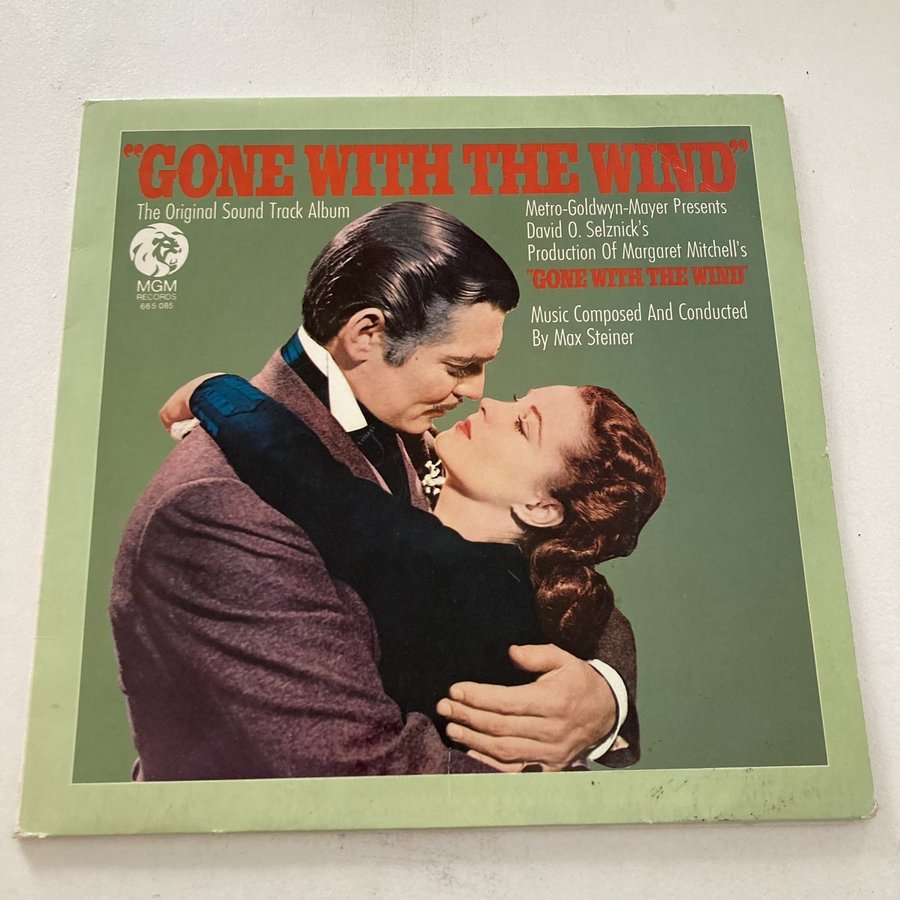 "GONE WITH THE WIND"
The Original Sound Track Album
MGM
RECORDS
665 085
Metro-Goldwyn-Mayer Presents
David O. Selznick's
Production Of Margaret Mitchell's
"GONE WITH THE WIND"
Music Composed And Conducted
By Max Steiner